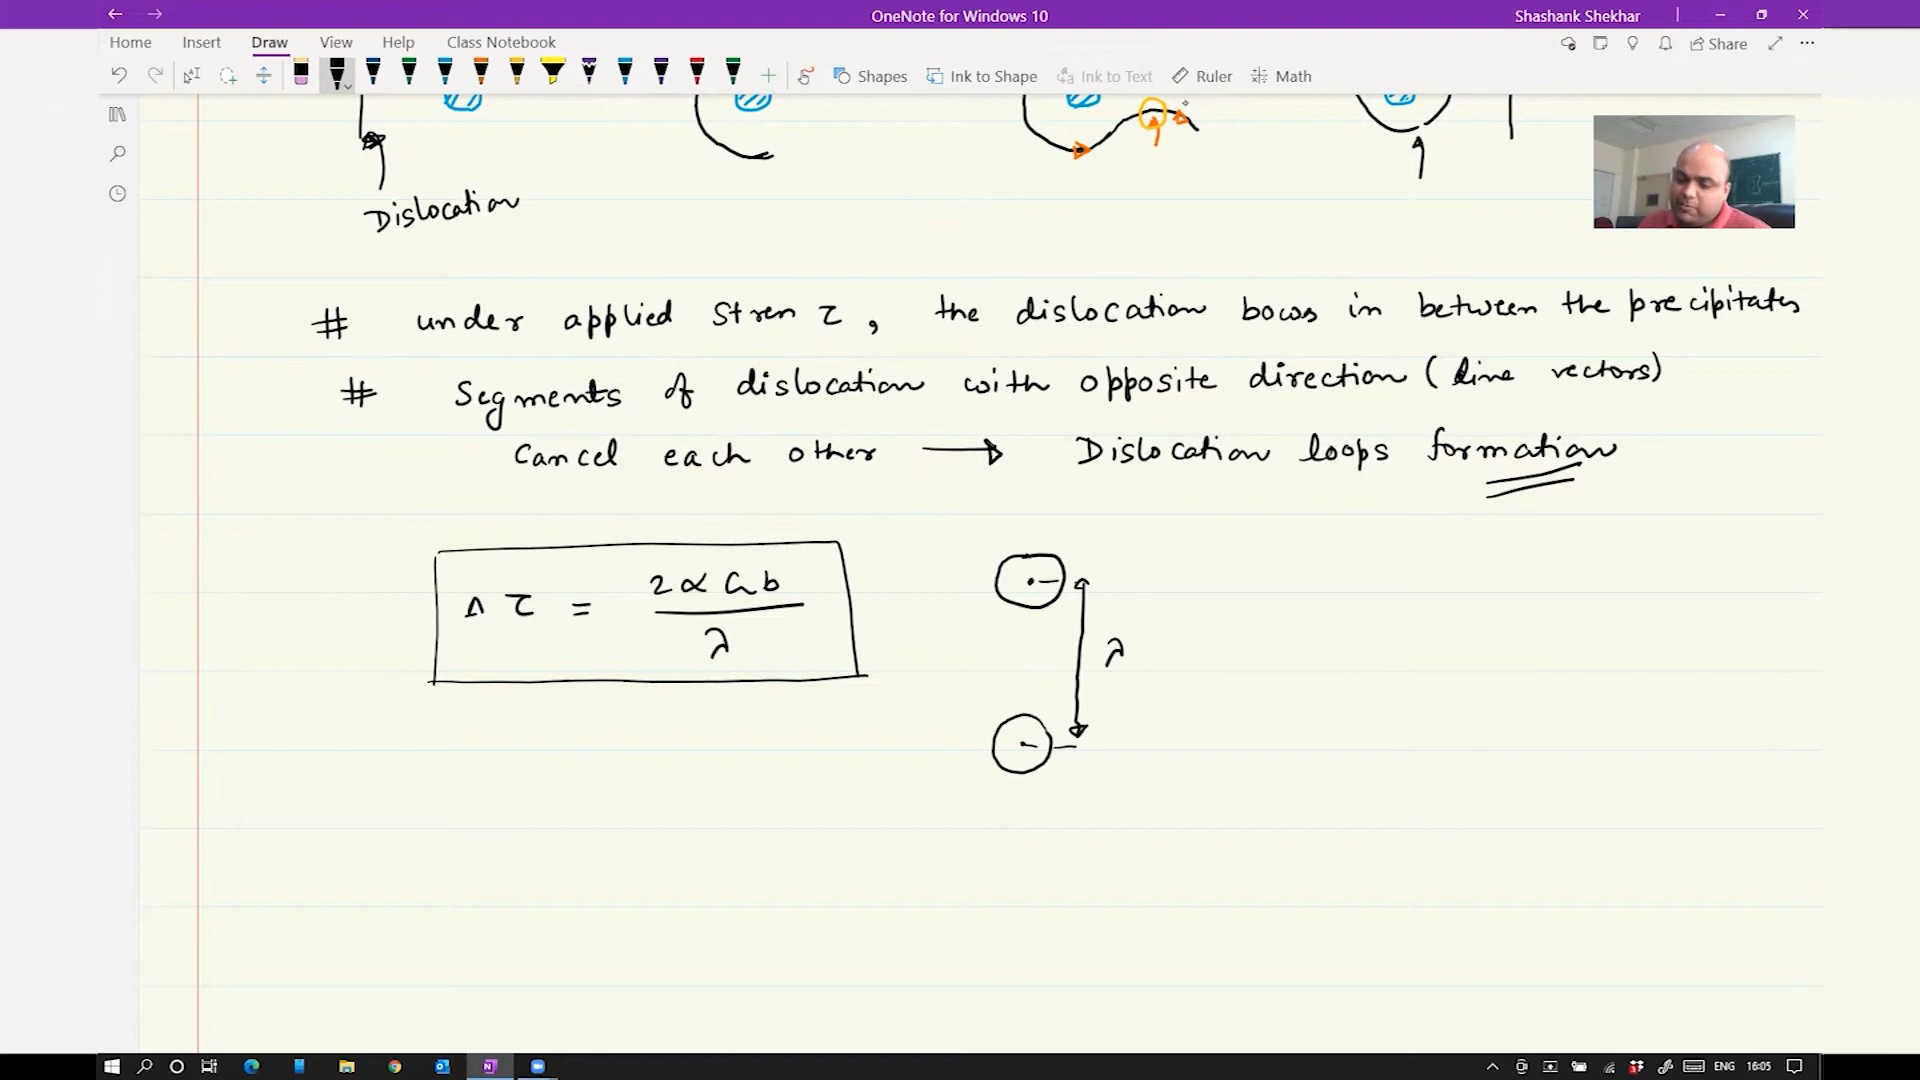 OneNote for Windows 10
Shashank Shekhar
Home Insert Draw View Help Class Notebook
Share
Shapes Ink to Shape Ink to Text Ruler Math
Dislocation
# under applied Stress τ, the dislocation bows in between the precipitates
# Segments of dislocation with opposite direction (line vectors)
Cancel each other → Dislocation loops formation
Δτ = 2αGb / λ
λ
ENG 16:05